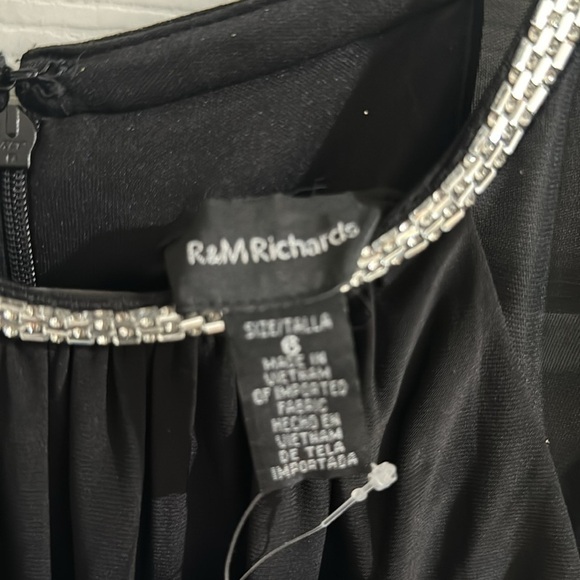 R&M Richards
SIZE/TALLA
6
MADE IN
VIETNAM
OF IMPORTED
FABRIC
HECHO EN
VIETNAM
DE TELA
IMPORTADA